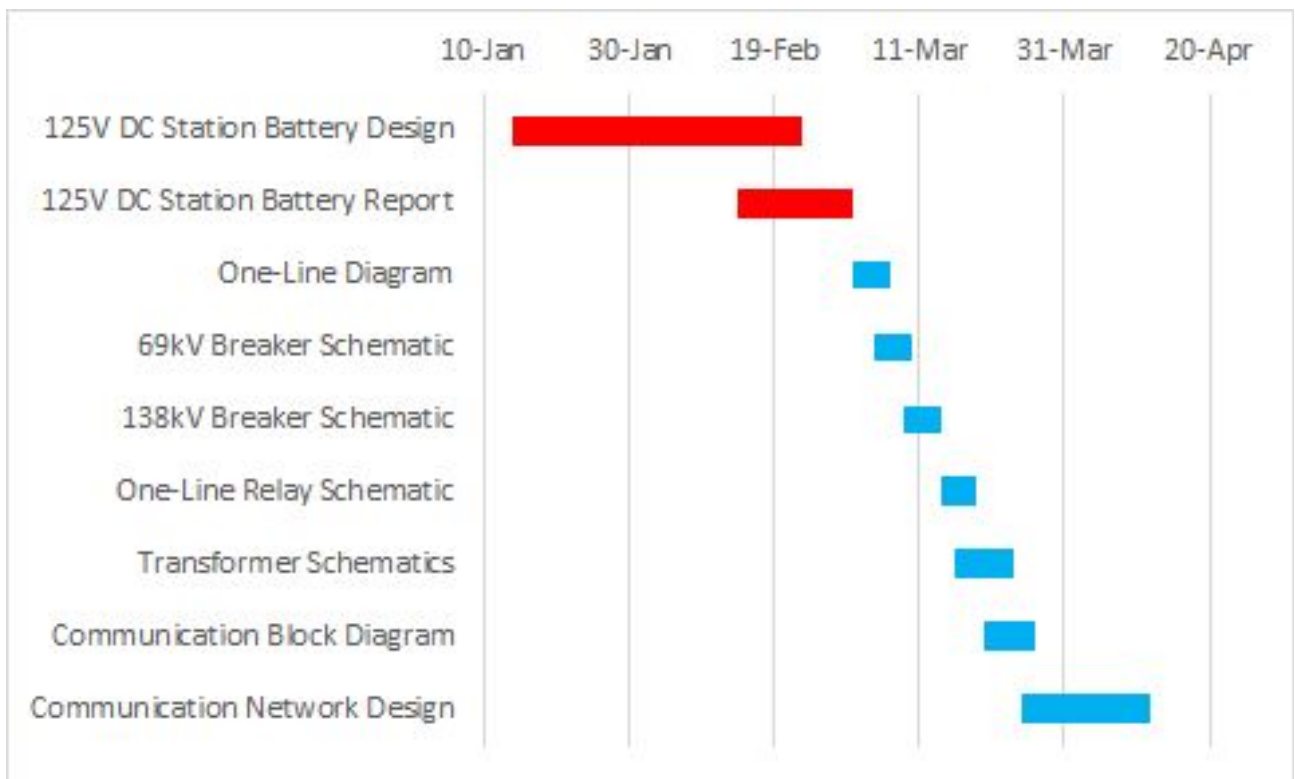 10-Jan 30-Jan 19-Feb 11-Mar 31-Mar 20-Apr
125V DC Station Battery Design
125V DC Station Battery Report
One-Line Diagram
69kV Breaker Schematic
138kV Breaker Schematic
One-Line Relay Schematic
Transformer Schematics
Communication Block Diagram
Communication Network Design